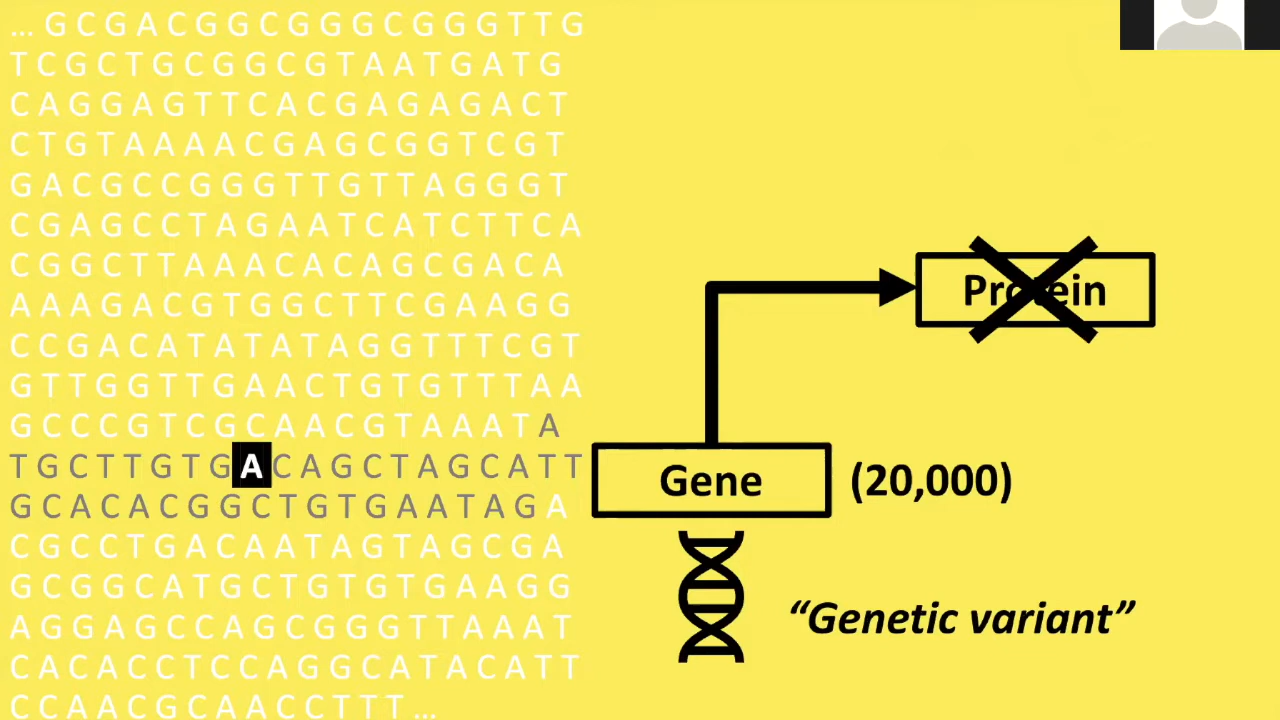 … G C G A C G G C G G G C G G G T T G
T C G C T G C G G C G T A A T G A T G
C A G G A G T T C A C G A G A G A C T
C T G T A A A A C G A G C G G T C G T
G A C G C C G G G T T G T T A G G G T
C G A G C C T A G A A T C A T C T T C A
C G G C T T A A A C A C A G C G A C A
A A A G A C G T G G C T T C G A A G G
C C G A C A T A T A T A G G T T T C G T
G T T G G T T G A A C T G T G T T T A A
G C C C G T C G C A A C G T A A A T A
T G C T T G T G A C A G C T A G C A T T
G C A C A C G G C T G T G A A T A G A
C G C C T G A C A A T A G T A G C G A
G C G G C A T G C T G T G T G A A G G
A G G A G C C A G C G G G T T A A A T
C A C A C C T C C A G G C A T A C A T T
C C A A C G C A A C C T T T …
Protein
Gene (20,000)
“Genetic variant”